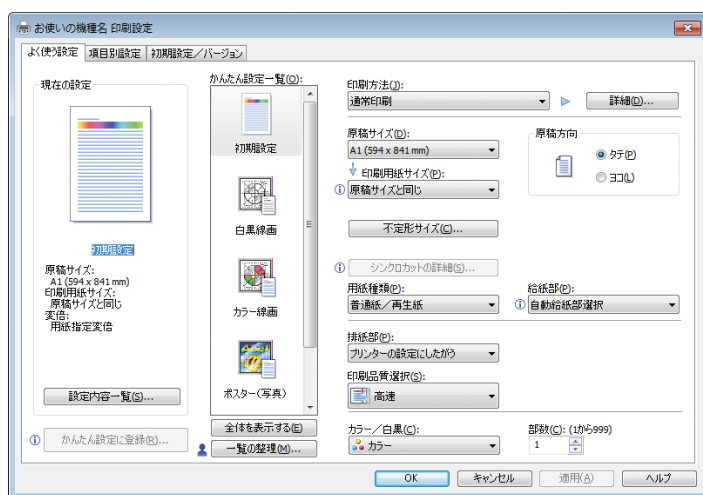 お使いの機種名 印刷設定
よく使う設定 項目別設定 初期設定／バージョン
現在の設定
初期設定
原稿サイズ:
A1 (594 x 841 mm)
印刷用紙サイズ:
原稿サイズと同じ
変倍:
用紙指定変倍
設定内容一覧(S)...
かんたん設定に登録(R)...
かんたん設定一覧(O):
初期設定
白黒線画
カラー線画
ポスター(写真)
全体を表示する(E)
一覧の整理(M)...
印刷方法(J):
通常印刷
詳細(D)...
原稿サイズ(D):
A1 (594 x 841 mm)
印刷用紙サイズ(P):
原稿サイズと同じ
原稿方向
タテ(P)
ヨコ(L)
不定形サイズ(C)...
シンクロカットの詳細(S)...
用紙種類(P):
普通紙／再生紙
給紙部(P):
自動給紙部選択
排紙部(P):
プリンターの設定にしたがう
印刷品質選択(S):
高速
カラー／白黒(C):
カラー
部数(C): (1から999)
1
OK キャンセル 適用(A) ヘルプ